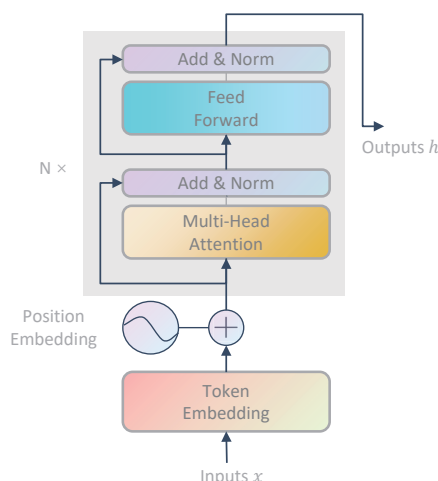 Add & Norm
Feed
Forward
Outputs h
N ×
Add & Norm
Multi-Head
Attention
Position
Embedding
Token
Embedding
Inputs x